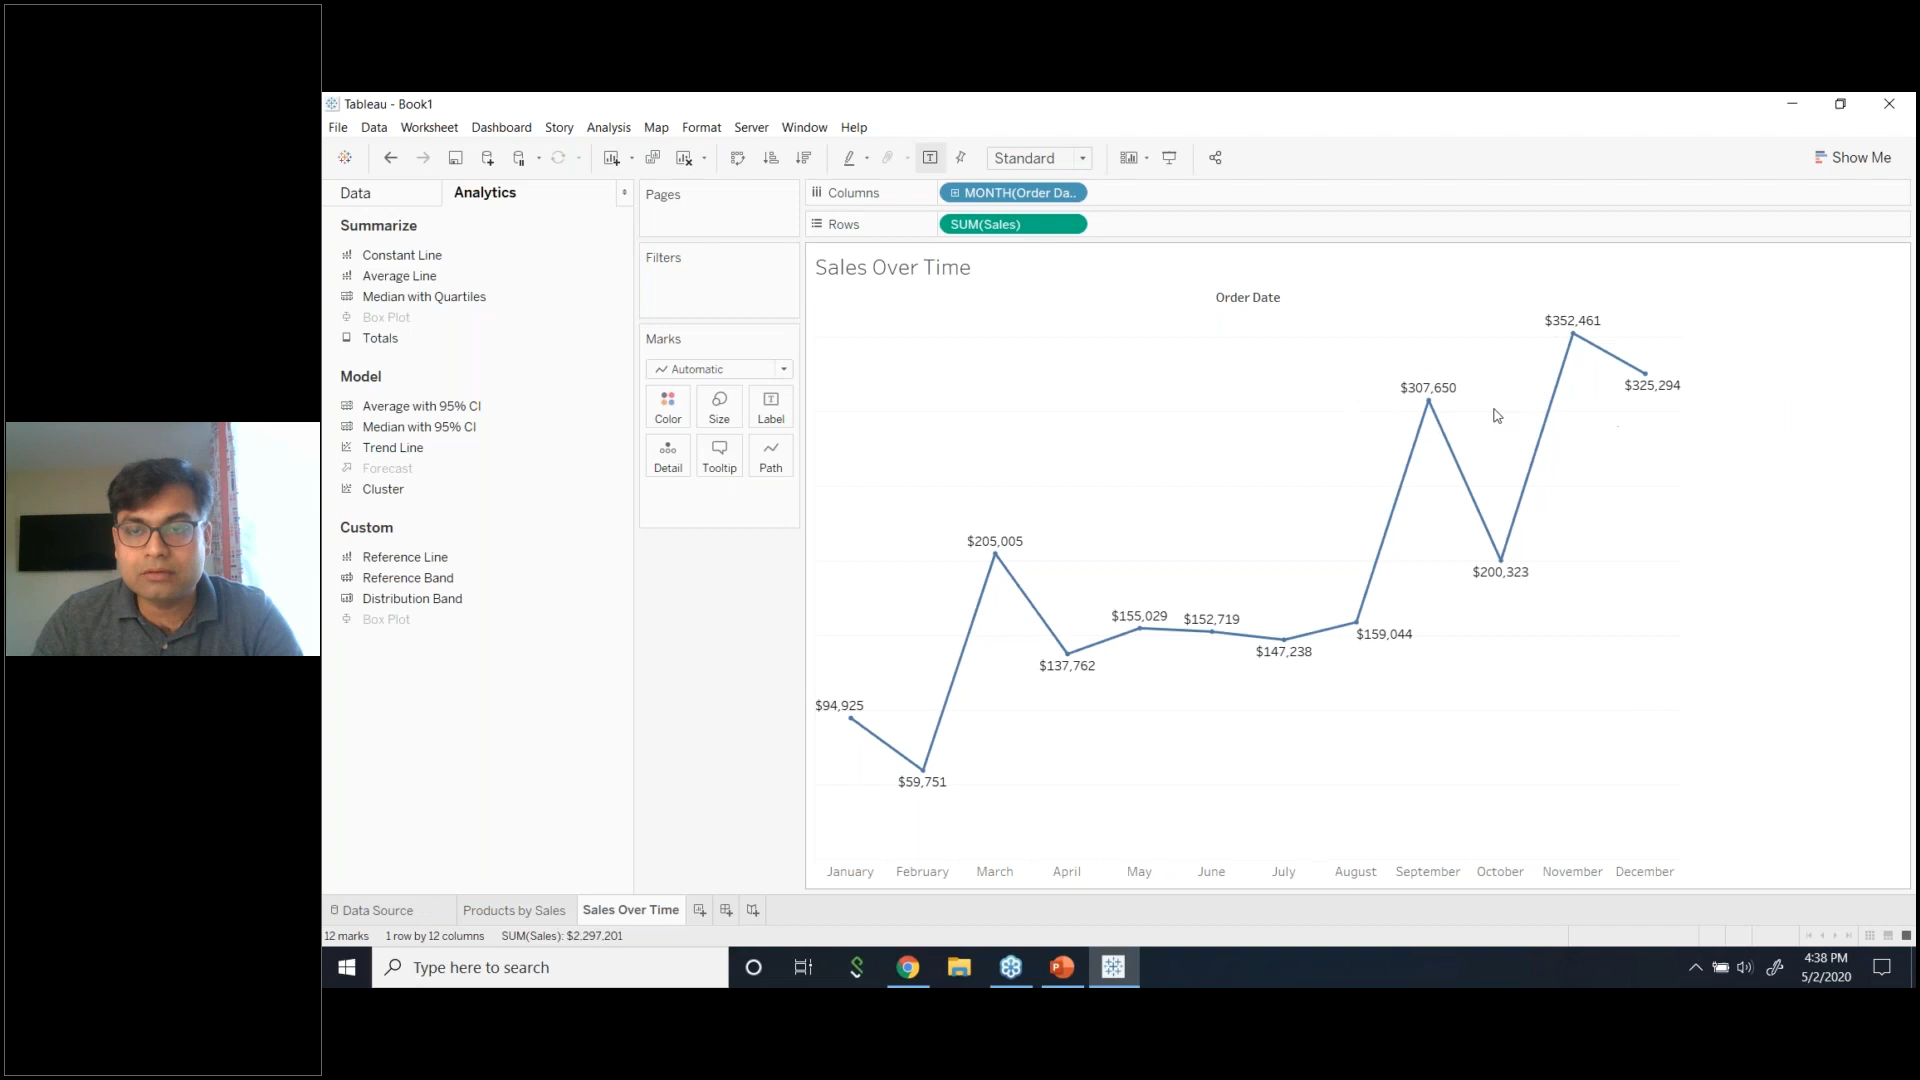 Tableau - Book1
File Data Worksheet Dashboard Story Analysis Map Format Server Window Help
Standard
Show Me
Data Analytics
Summarize
Constant Line
Average Line
Median with Quartiles
Box Plot
Totals
Model
Average with 95% CI
Median with 95% CI
Trend Line
Forecast
Cluster
Custom
Reference Line
Reference Band
Distribution Band
Box Plot
Pages
Filters
Marks
Automatic
Color Size Label
Detail Tooltip Path
Columns MONTH(Order Da..
Rows SUM(Sales)
Sales Over Time
Order Date
$352,461
$307,650
$325,294
$205,005
$200,323
$155,029
$152,719
$159,044
$147,238
$137,762
$94,925
$59,751
January February March April May June July August September October November December
Data Source Products by Sales Sales Over Time
12 marks 1 row by 12 columns SUM(Sales): $2,297,201
Type here to search
4:38 PM
5/2/2020